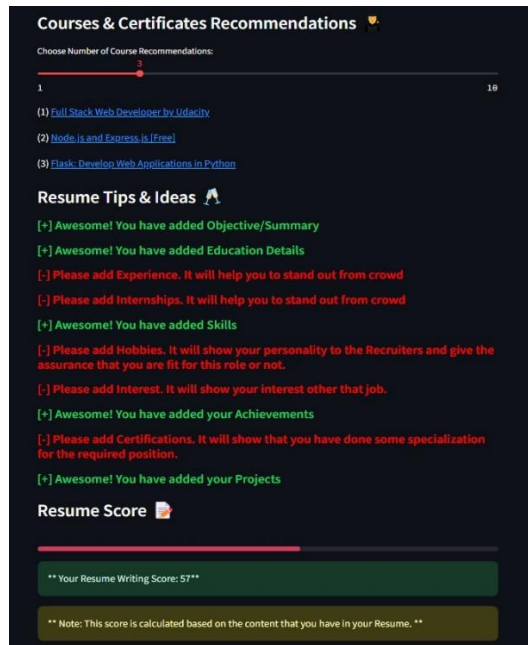 Courses & Certificates Recommendations
Choose Number of Course Recommendations:
3
1 10
(1) Full Stack Web Developer by Udacity
(2) Node.js and Express.js [Free]
(3) Flask: Develop Web Applications in Python
Resume Tips & Ideas
[+] Awesome! You have added Objective/Summary
[+] Awesome! You have added Education Details
[-] Please add Experience. It will help you to stand out from crowd
[-] Please add Internships. It will help you to stand out from crowd
[+] Awesome! You have added Skills
[-] Please add Hobbies. It will show your personality to the Recruiters and give the
assurance that you are fit for this role or not.
[-] Please add Interest. It will show your interest other that job.
[+] Awesome! You have added your Achievements
[-] Please add Certifications. It will show that you have done some specialization
for the required position.
[+] Awesome! You have added your Projects
Resume Score
** Your Resume Writing Score: 57**
** Note: This score is calculated based on the content that you have in your Resume. **